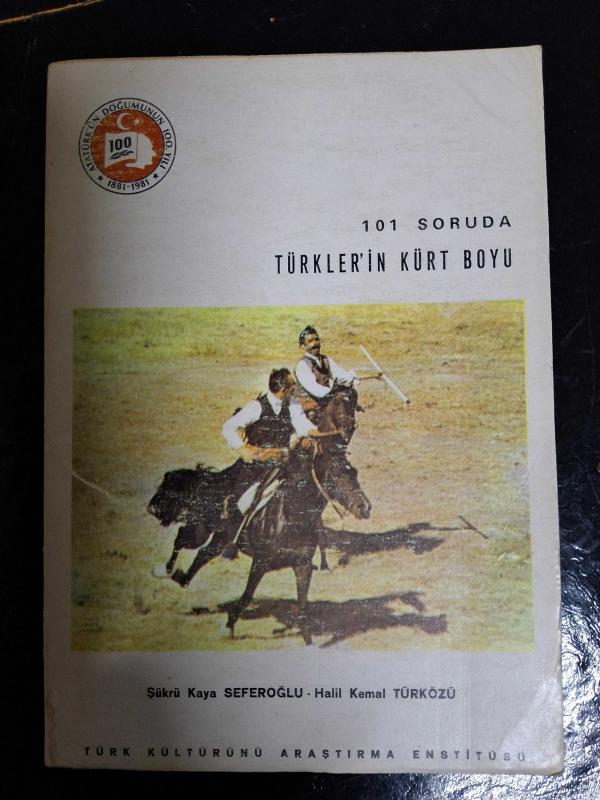 ATATÜRK'ÜN DOĞUMUNUN 100. YILI
100
★ 1881-1981 ★
101 SORUDA
TÜRKLER'İN KÜRT BOYU
Şükrü Kaya SEFEROĞLU - Halil Kemal TÜRKÖZÜ
TÜRK KÜLTÜRÜNÜ ARAŞTIRMA ENSTİTÜSÜ